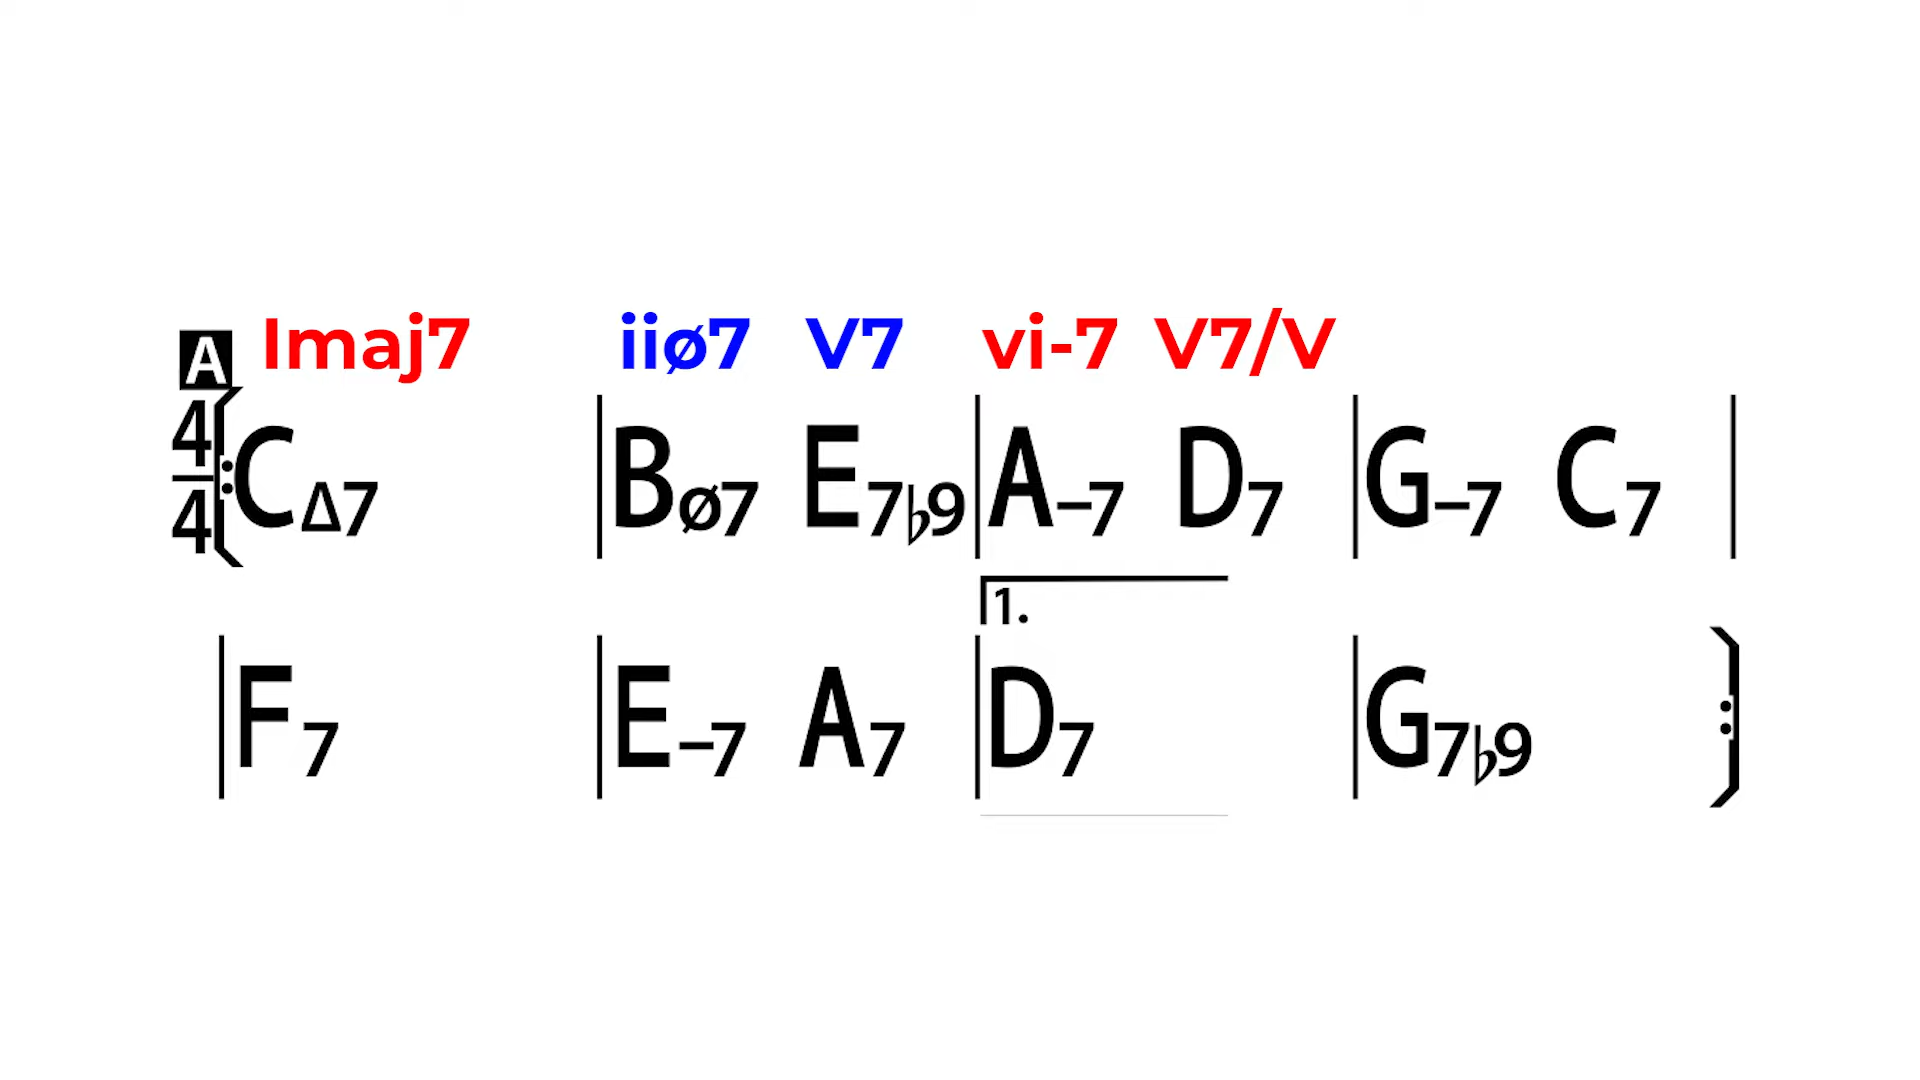 Imaj7 iiø7 V7 vi-7 V7/V
A
4/4 CΔ7 Bø7 E7♭9 A–7 D7 G–7 C7
1.
F7 E–7 A7 D7 G7♭9